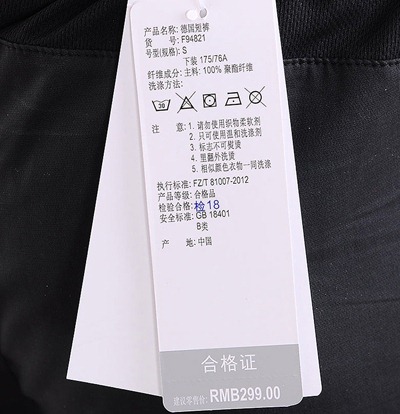 产品名称: 德国短裤
货 号: F94821
号型(规格): S
下装 175/76A
纤维成分: 主料: 100% 聚酯纤维
洗涤方法:
30
注 意: 1. 请勿使用织物柔软剂
2. 只可使用温和洗涤剂
3. 标志不可熨烫
4. 里翻外洗烫
5. 相似颜色衣物一同洗涤
执行标准: FZ/T 81007-2012
产品等级: 合格品
检验合格: 检18
安全标准: GB 18401
B类
产 地: 中国
合格证
建议零售价: RMB299.00